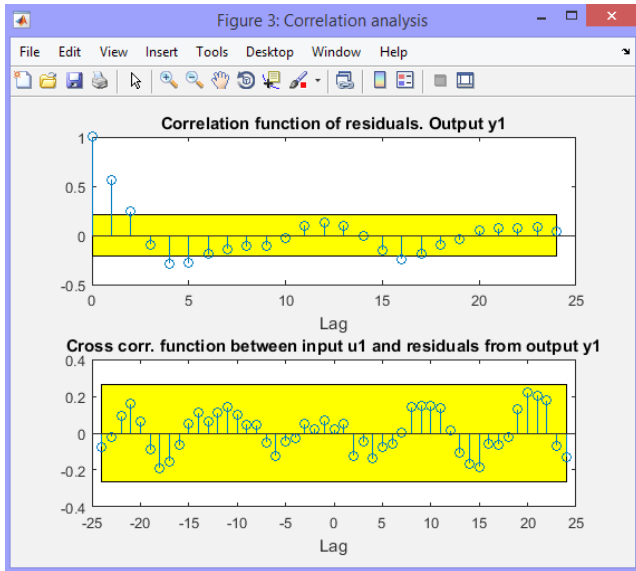 Figure 3: Correlation analysis
File Edit View Insert Tools Desktop Window Help
Correlation function of residuals. Output y1
1
0.5
0
-0.5
0 5 10 15 20 25
Lag
Cross corr. function between input u1 and residuals from output y1
0.4
0.2
0
-0.2
-0.4
-25 -20 -15 -10 -5 0 5 10 15 20 25
Lag